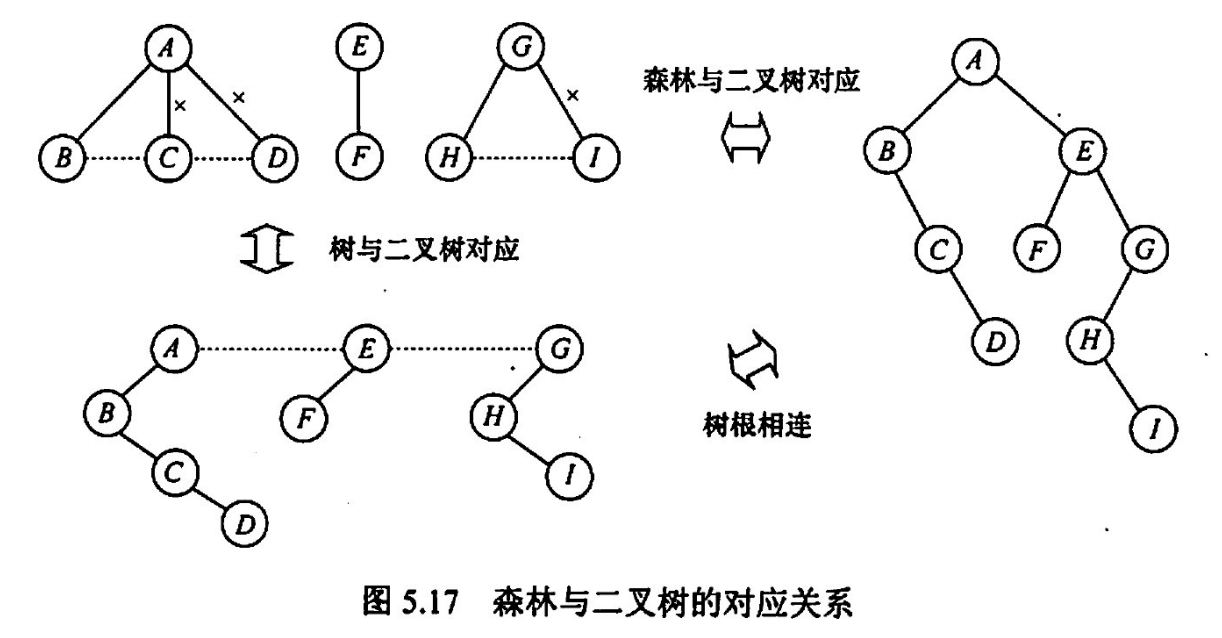 A E G
森林与二叉树对应
A
× × ×
B C D F H I
B E
树与二叉树对应
C F G
A E G
D H
B F H
树根相连
I
C I
D
图 5.17 森林与二叉树的对应关系